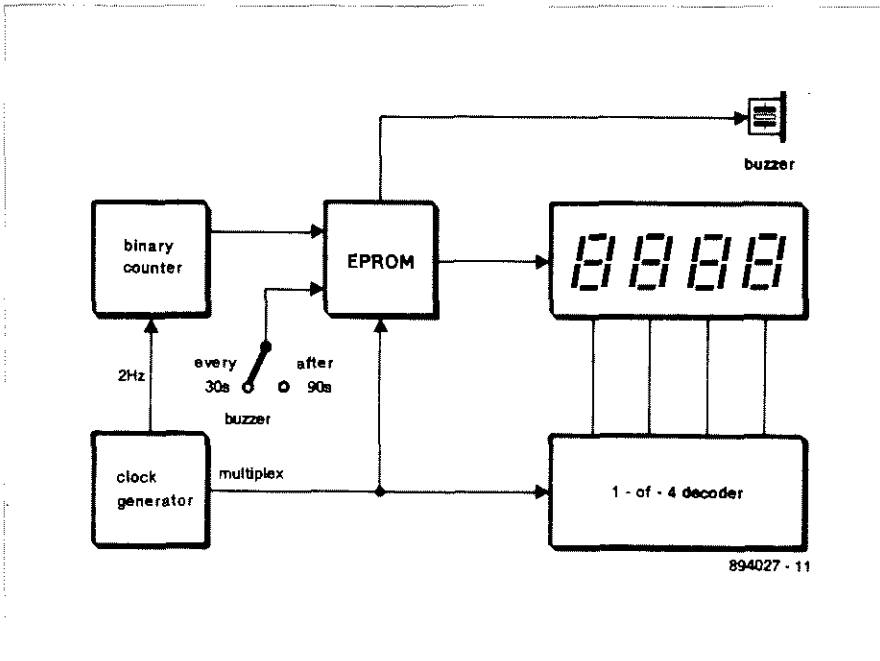 buzzer
binary
counter
EPROM
8888
every
30s
after
90s
buzzer
2Hz
clock
generator
multiplex
1 - of - 4 decoder
894027 - 11